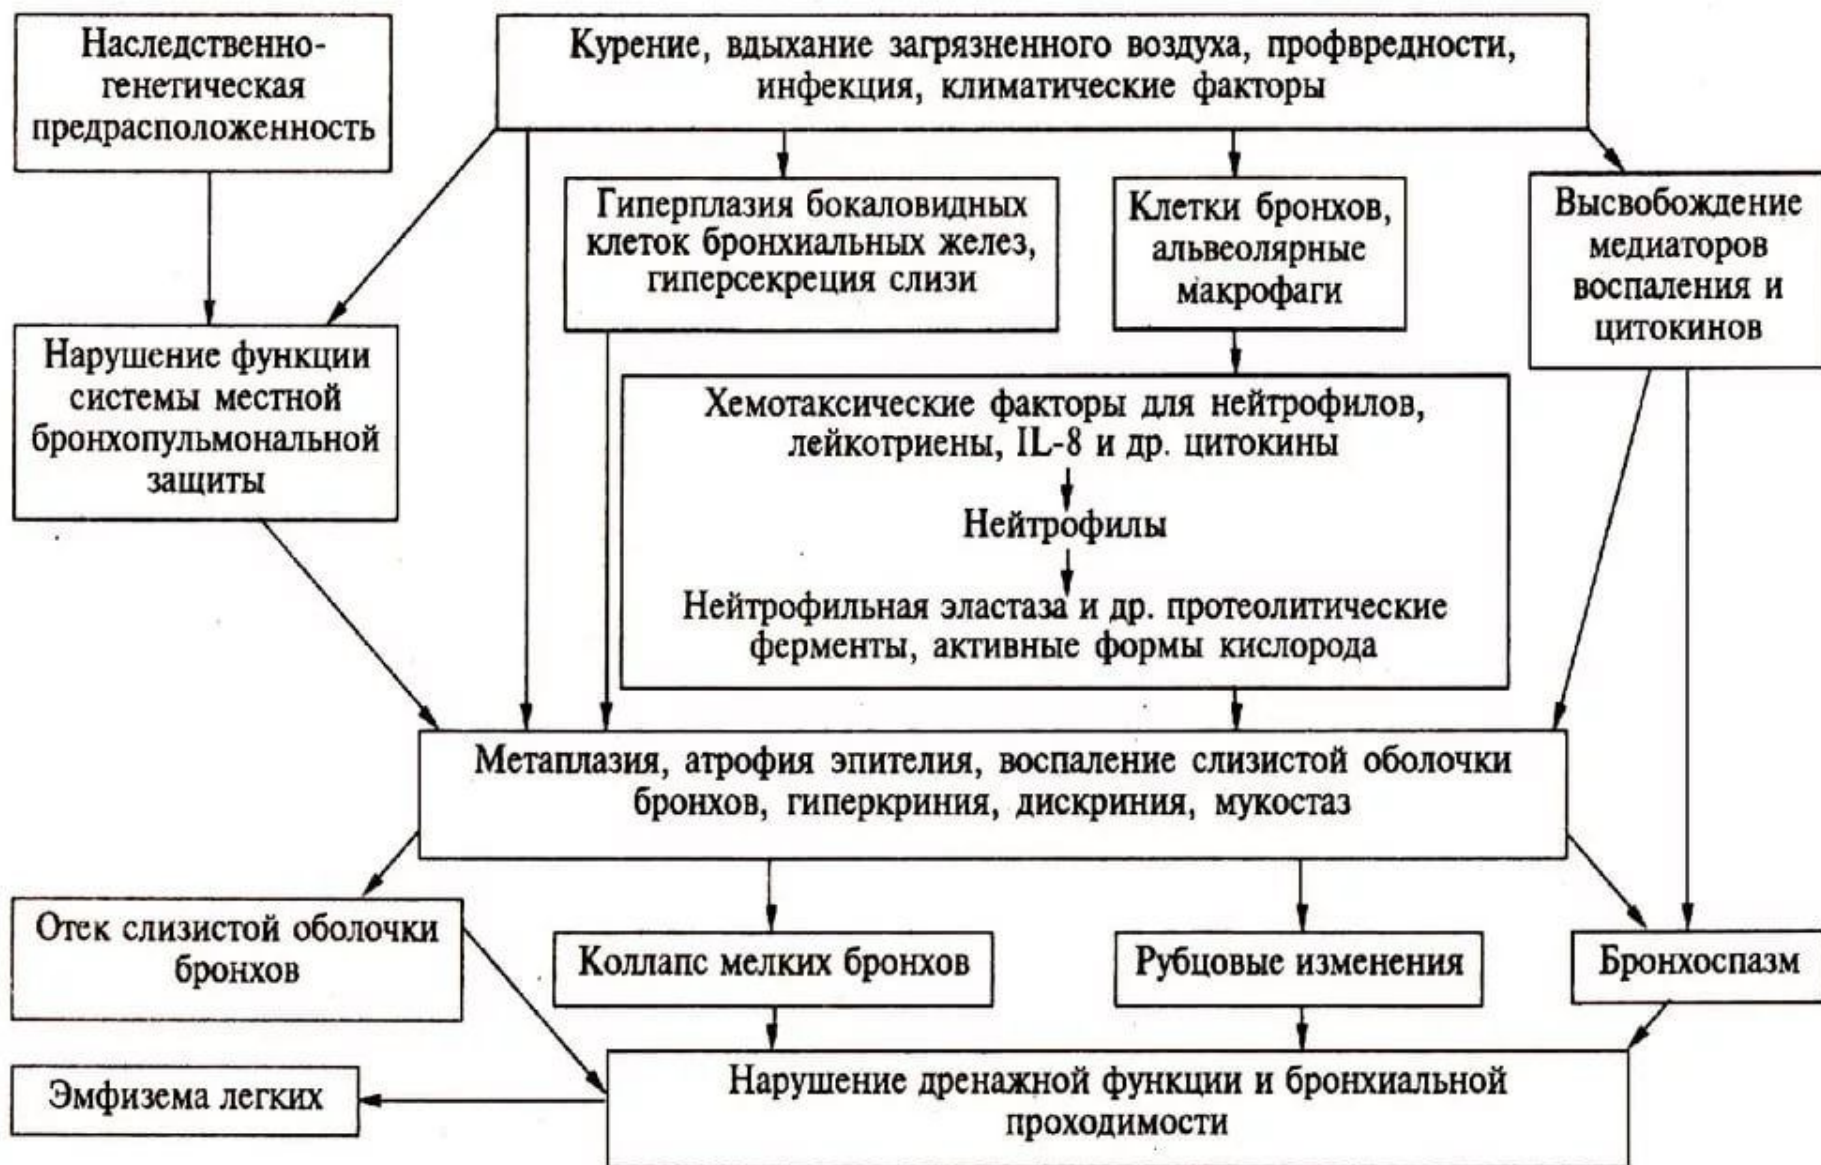 Наследственно-
генетическая
предрасположенность
Курение, вдыхание загрязненного воздуха, профвредности,
инфекция, климатические факторы
Гиперплазия бокаловидных
клеток бронхиальных желез,
гиперсекреция слизи
Клетки бронхов,
альвеолярные
макрофаги
Высвобождение
медиаторов
воспаления и
цитокинов
Нарушение функции
системы местной
бронхопульмональной
защиты
Хемотаксические факторы для нейтрофилов,
лейкотриены, IL-8 и др. цитокины
Нейтрофилы
Нейтрофильная эластаза и др. протеолитические
ферменты, активные формы кислорода
Метаплазия, атрофия эпителия, воспаление слизистой оболочки
бронхов, гиперкриния, дискриния, мукостаз
Отек слизистой оболочки
бронхов
Коллапс мелких бронхов
Рубцовые изменения
Бронхоспазм
Эмфизема легких
Нарушение дренажной функции и бронхиальной
проходимости